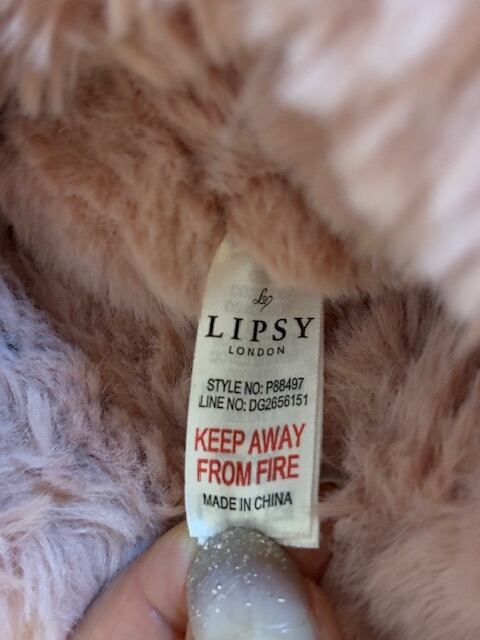 LIPSY
LONDON
STYLE NO: P88497
LINE NO: DG2656151
KEEP AWAY
FROM FIRE
MADE IN CHINA